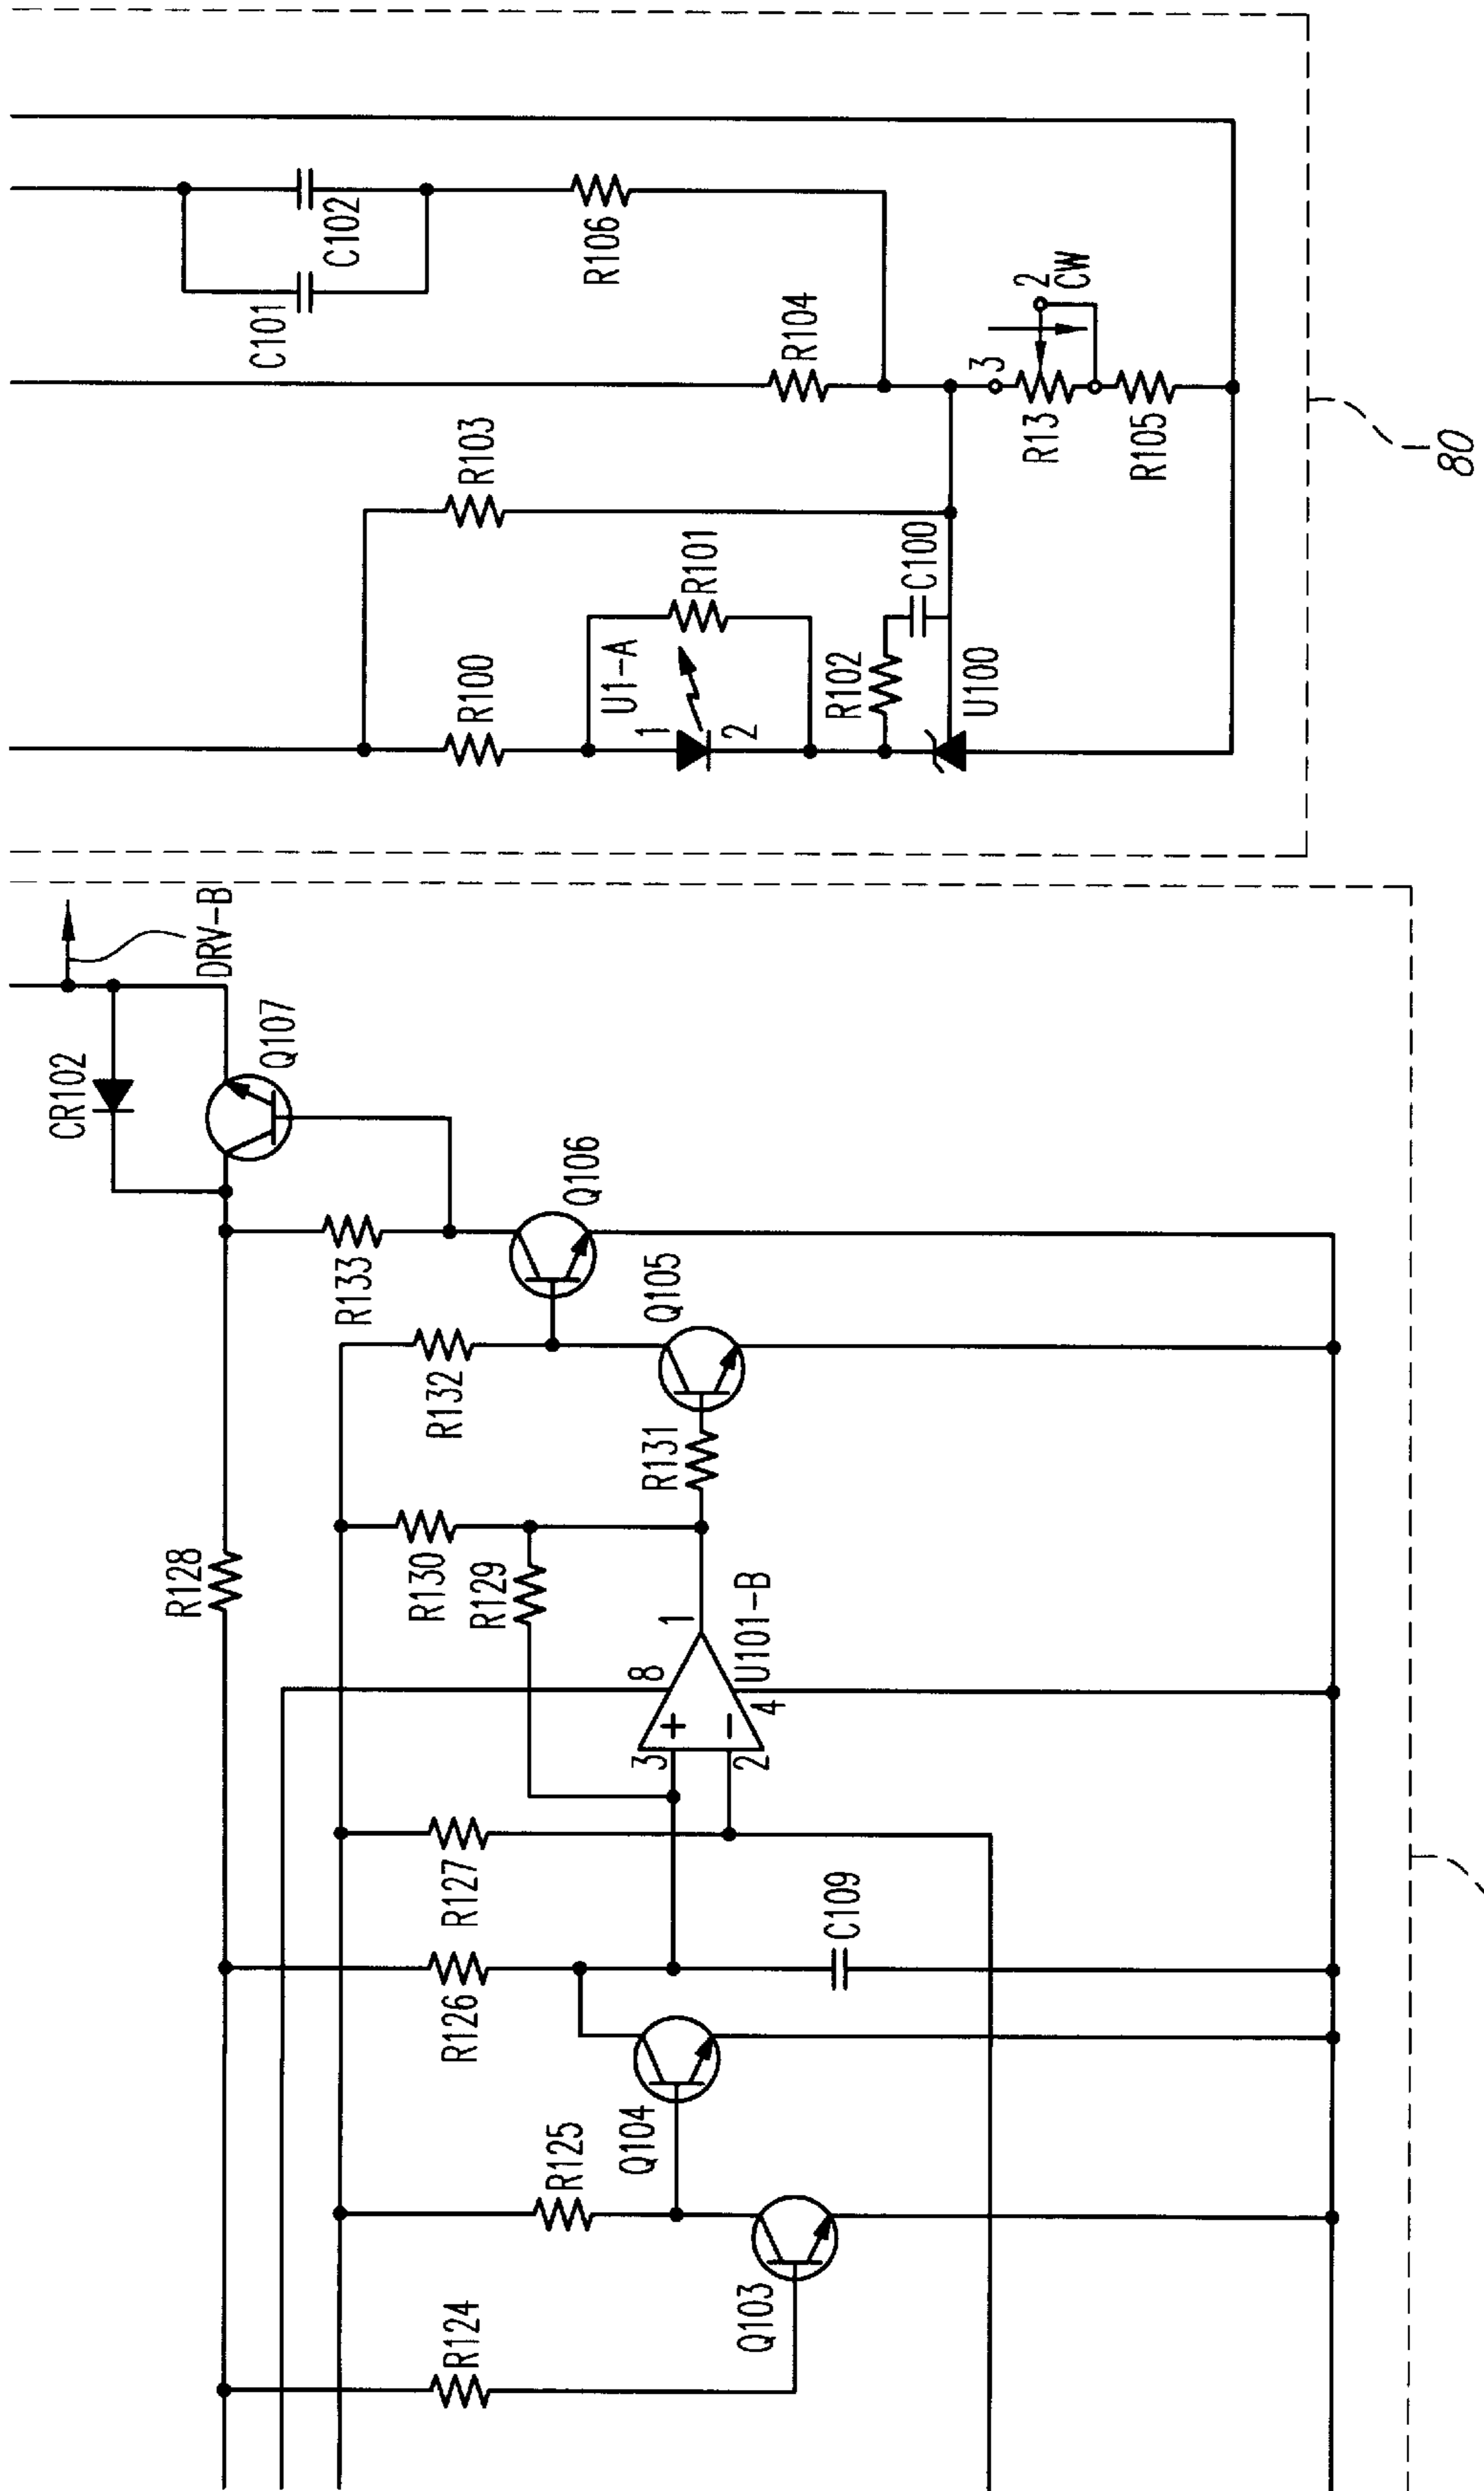 C101
C102
R106
R104
2
CW
3
R13
R105
R103
R101
C100
R100
U1-A
1
2
R102
U100
80
DRV-B
CR102
Q107
R133
Q106
R132
Q105
R131
R128
R130
R129
1
8
U101-B
4
+
−
3
2
R127
R126
C109
Q104
R125
Q103
R124